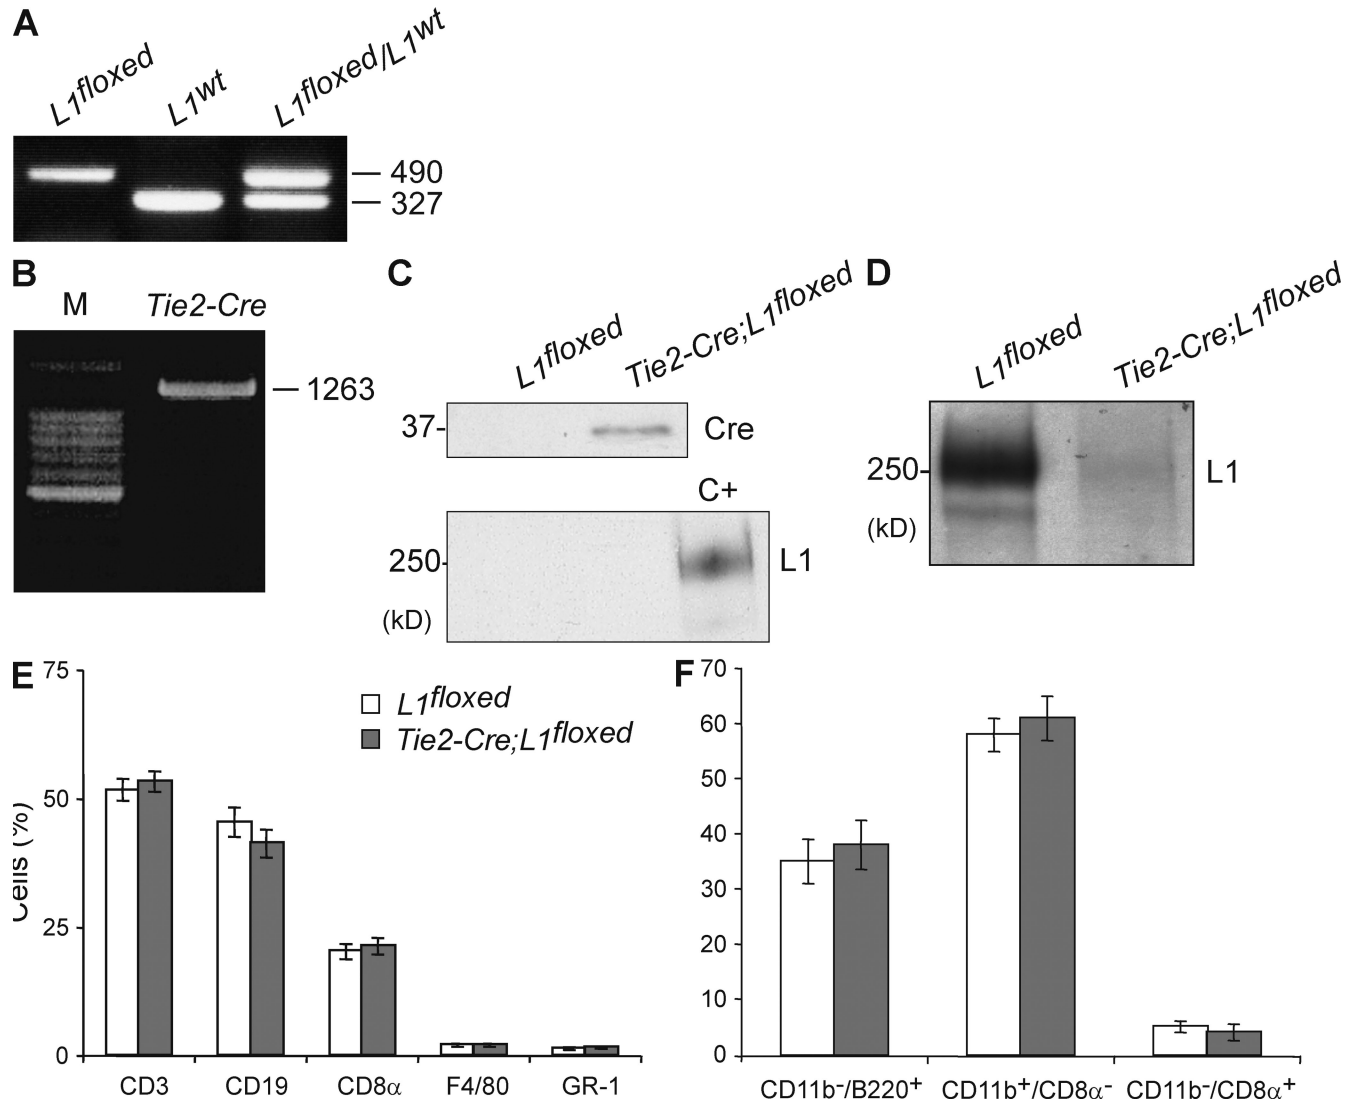 A
L1floxed
L1wt
L1floxed/L1wt
490
327
B
M
Tie2-Cre
1263
C
L1floxed
Tie2-Cre;L1floxed
37
Cre
C+
250
L1
(kD)
D
L1floxed
Tie2-Cre;L1floxed
250
L1
(kD)
E
75
50
25
0
Cells (%)
L1floxed
Tie2-Cre;L1floxed
CD3
CD19
CD8α
F4/80
GR-1
F
70
60
50
40
30
20
10
0
CD11b-/B220+
CD11b+/CD8α-
CD11b-/CD8α+